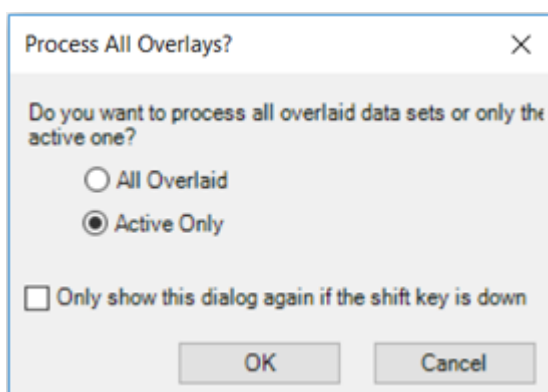 Process All Overlays?
Do you want to process all overlaid data sets or only the
active one?
All Overlaid
Active Only
Only show this dialog again if the shift key is down
OK
Cancel